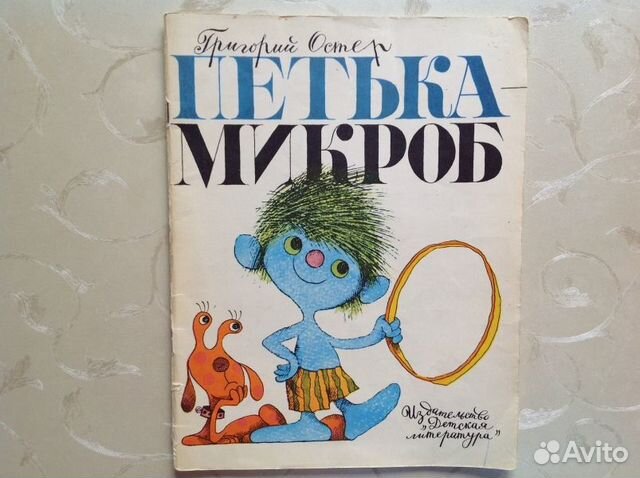 Григорий Остер
ПЕТЬКА-
МИКРОБ
Издательство
„Детская
литература"
Avito